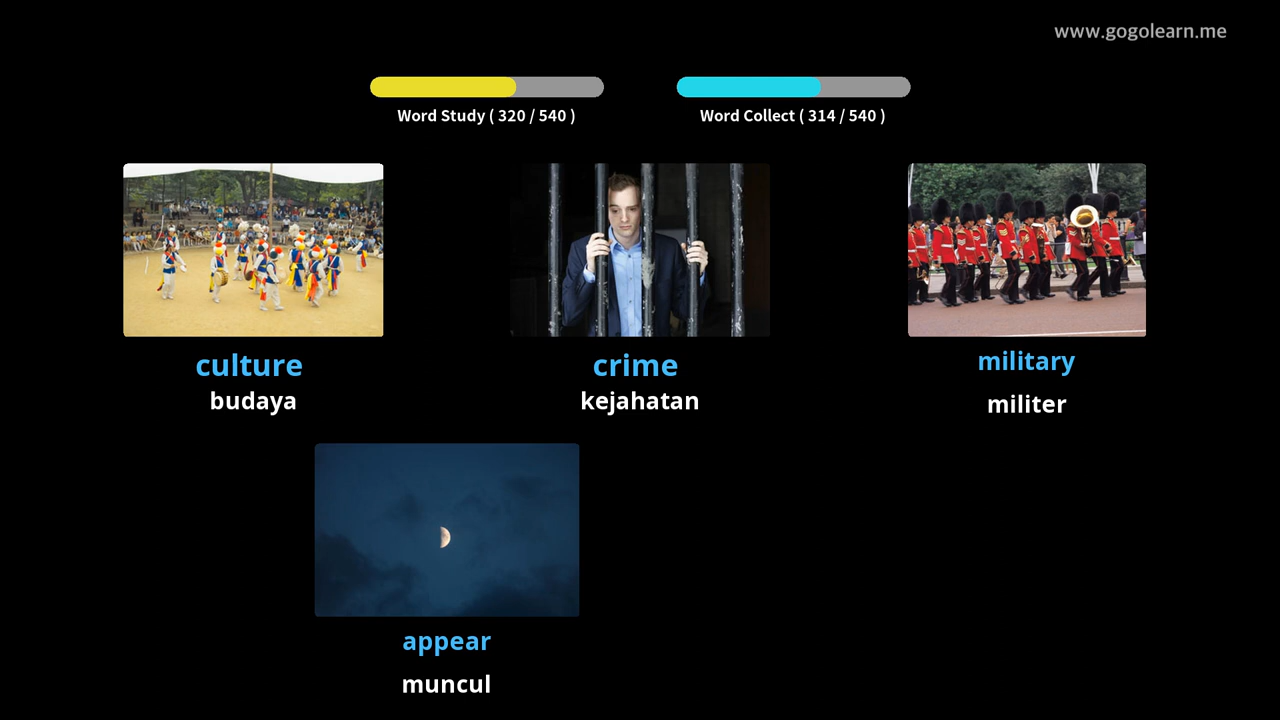 www.gogolearn.me
Word Study ( 320 / 540 )
Word Collect ( 314 / 540 )
culture
budaya
crime
kejahatan
military
militer
appear
muncul